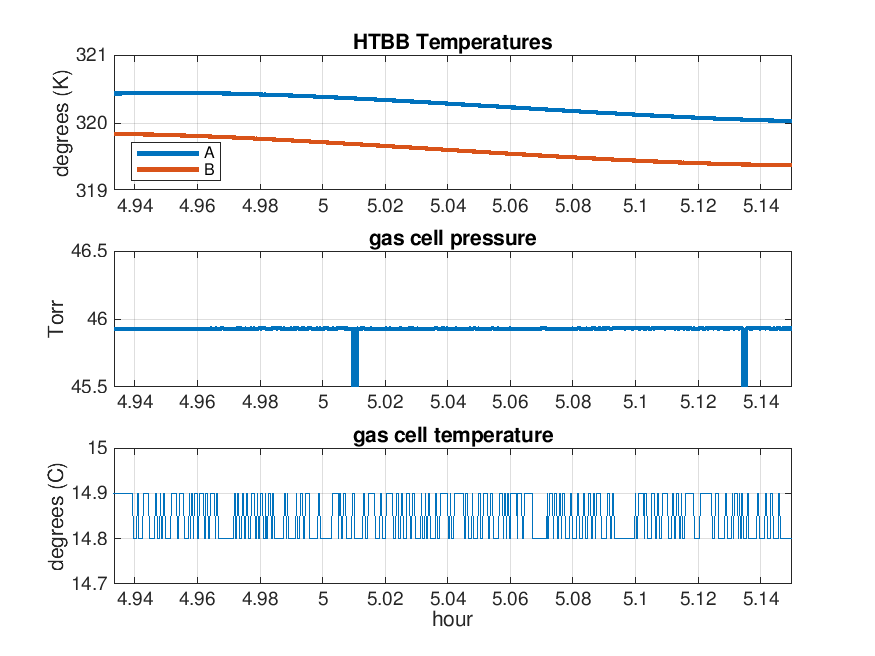 HTBB Temperatures
321
320
319
degrees (K)
A
B
4.94 4.96 4.98 5 5.02 5.04 5.06 5.08 5.1 5.12 5.14
gas cell pressure
46.5
46
45.5
Torr
4.94 4.96 4.98 5 5.02 5.04 5.06 5.08 5.1 5.12 5.14
gas cell temperature
15
14.9
14.8
14.7
degrees (C)
4.94 4.96 4.98 5 5.02 5.04 5.06 5.08 5.1 5.12 5.14
hour